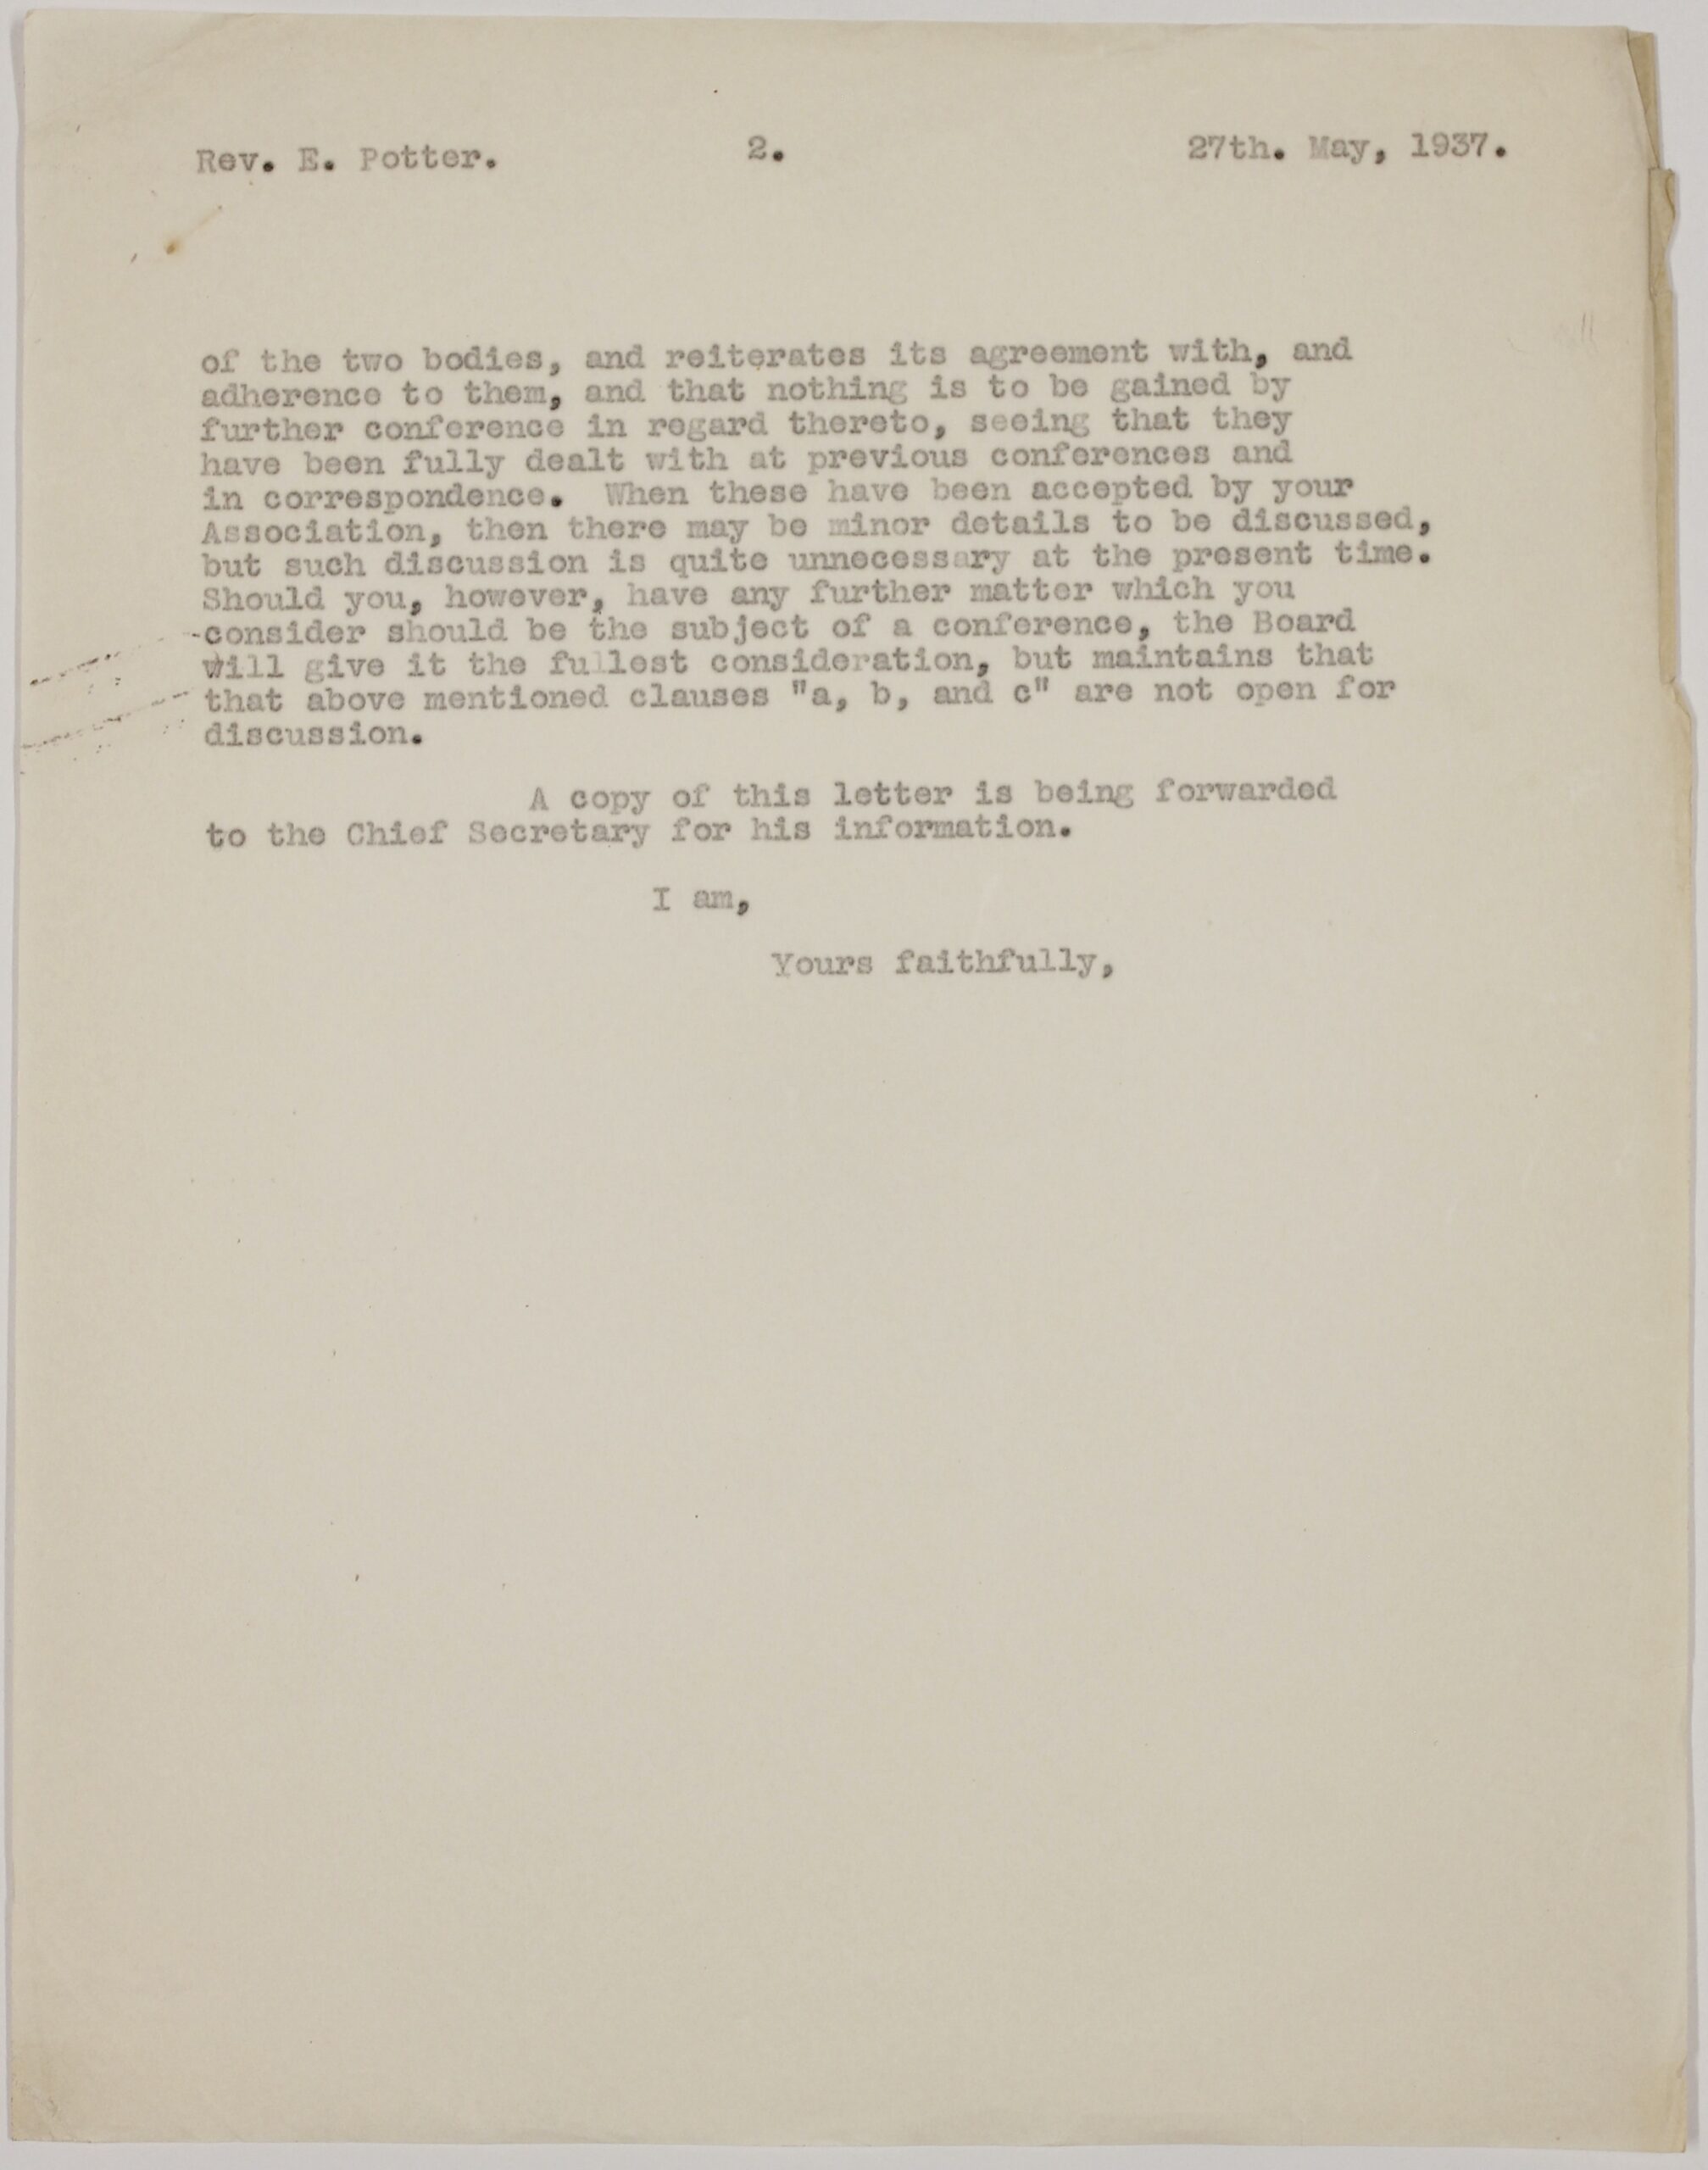 Rev. E. Potter. 2. 27th. May, 1937.
of the two bodies, and reiterates its agreement with, and
adherence to them, and that nothing is to be gained by
further conference in regard thereto, seeing that they
have been fully dealt with at previous conferences and
in correspondence. When these have been accepted by your
Association, then there may be minor details to be discussed,
but such discussion is quite unnecessary at the present time.
Should you, however, have any further matter which you
consider should be the subject of a conference, the Board
will give it the fullest consideration, but maintains that
that above mentioned clauses "a, b, and c" are not open for
discussion.
A copy of this letter is being forwarded
to the Chief Secretary for his information.
I am,
Yours faithfully,